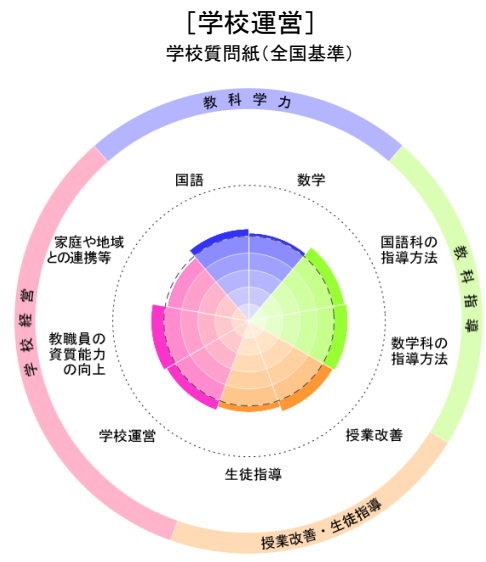 ［学校運営］
学校質問紙（全国基準）
教科学力
国語
数学
家庭や地域
との連携等
国語科の
指導方法
教科指導
学校経営
教職員の
資質能力
の向上
数学科の
指導方法
学校運営
授業改善
生徒指導
授業改善・生徒指導